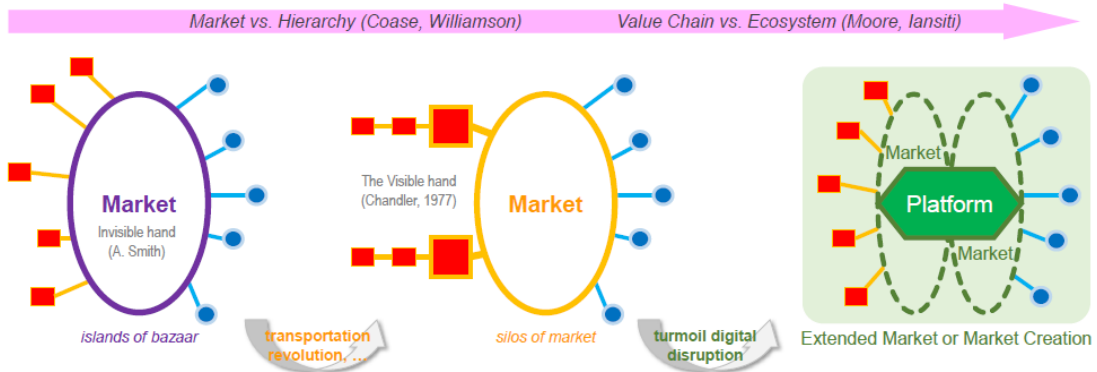 Market vs. Hierarchy (Coase, Williamson)
Value Chain vs. Ecosystem (Moore, Iansiti)
Market
Invisible hand
(A. Smith)
islands of bazaar
transportation
revolution, ...
The Visible hand
(Chandler, 1977)
Market
silos of market
turmoil digital
disruption
Market
Platform
Market
Extended Market or Market Creation